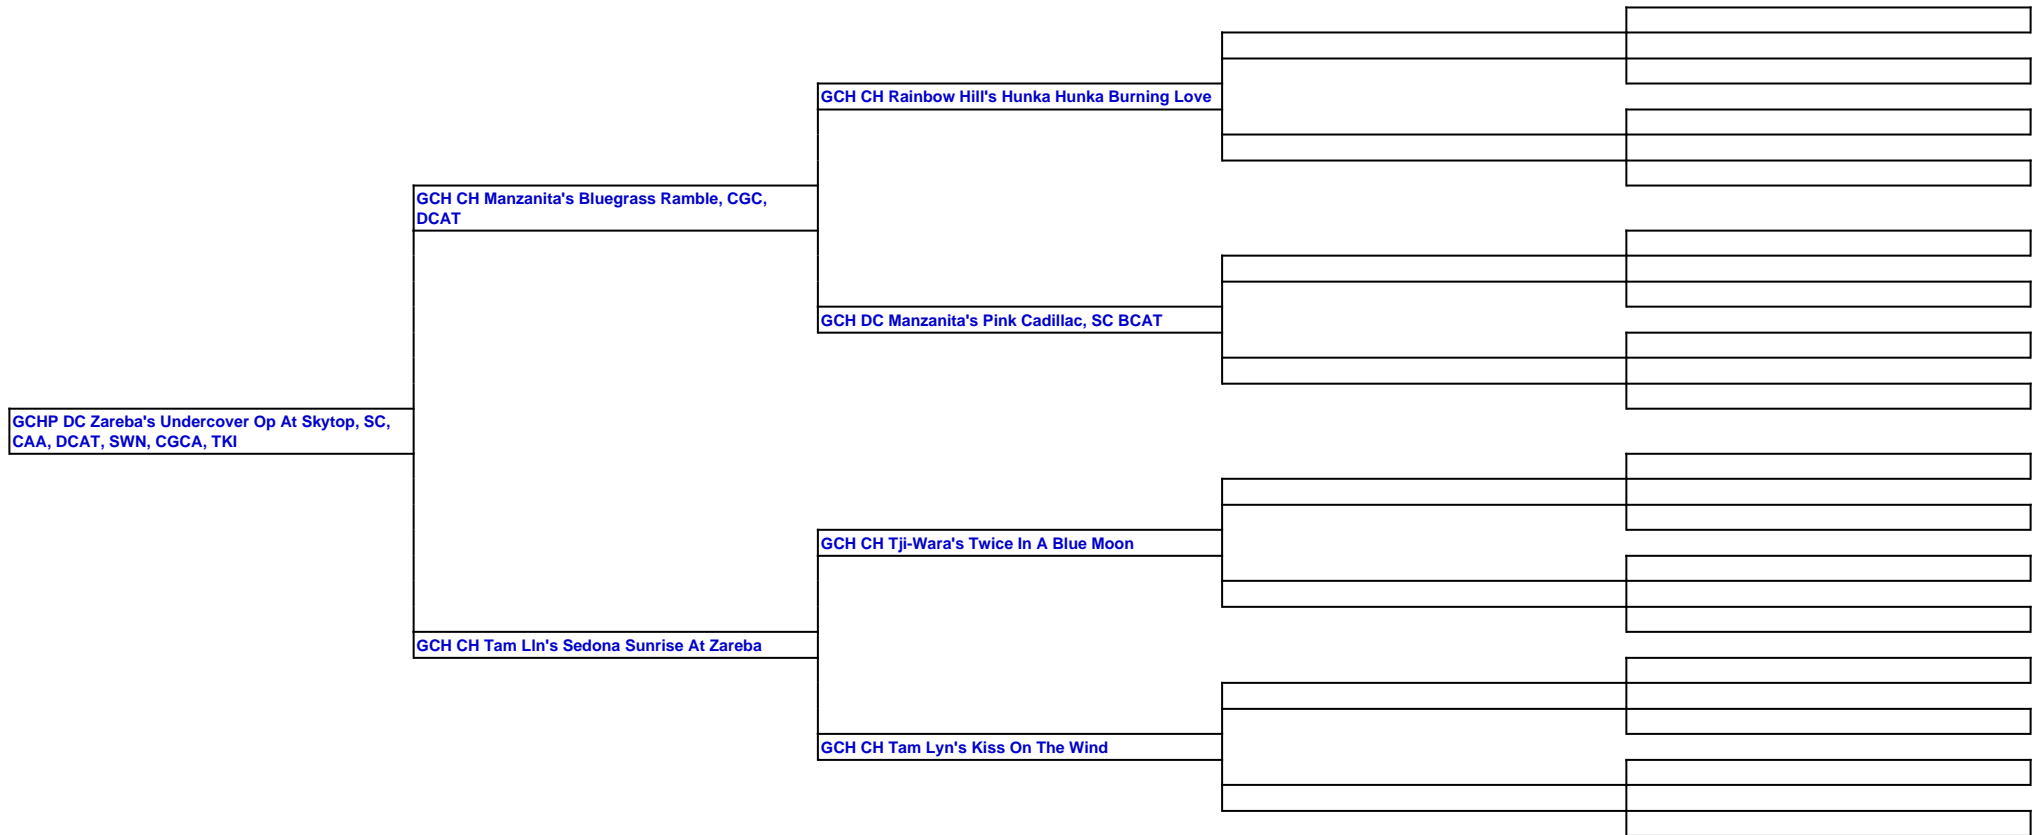 GCH CH Rainbow Hill's Hunka Hunka Burning Love
GCH CH Manzanita's Bluegrass Ramble, CGC,
DCAT
GCH DC Manzanita's Pink Cadillac, SC BCAT
GCHP DC Zareba's Undercover Op At Skytop, SC,
CAA, DCAT, SWN, CGCA, TKI
GCH CH Tji-Wara's Twice In A Blue Moon
GCH CH Tam LIn's Sedona Sunrise At Zareba
GCH CH Tam Lyn's Kiss On The Wind